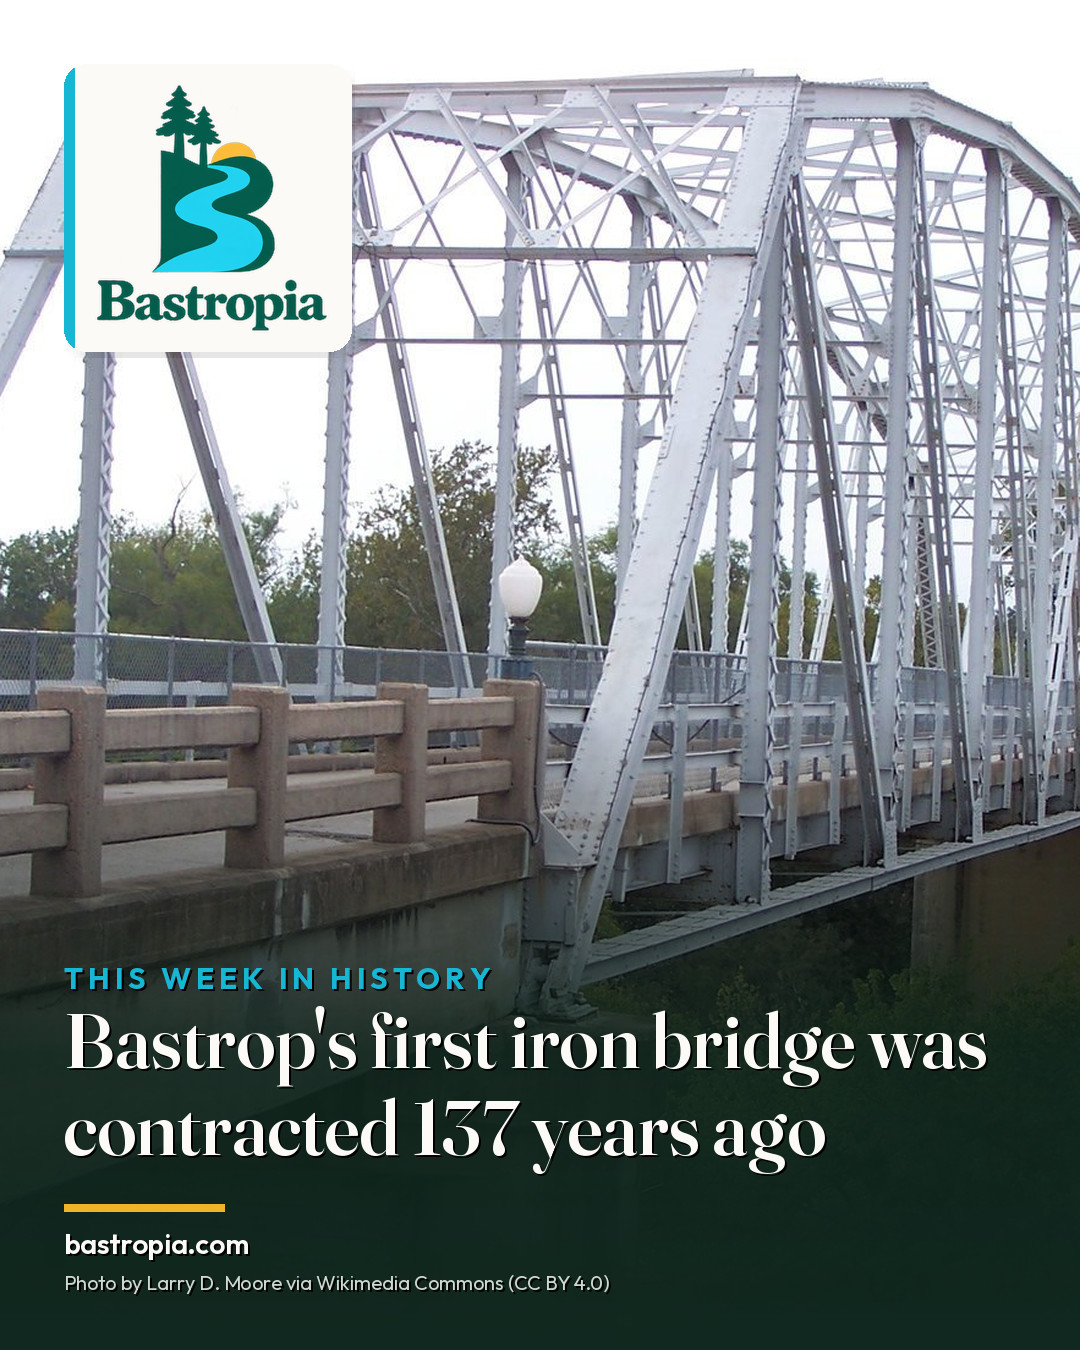 Bastropia
THIS WEEK IN HISTORY
Bastrop's first iron bridge was
contracted 137 years ago
bastropia.com
Photo by Larry D. Moore via Wikimedia Commons (CC BY 4.0)